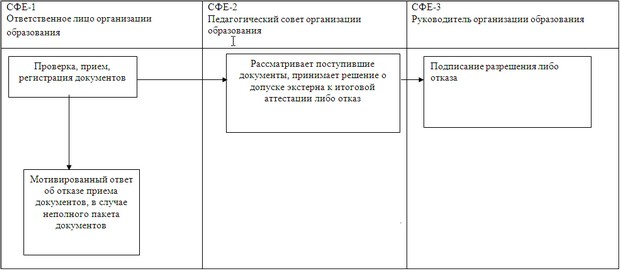 СФЕ-1
Ответственное лицо организации
образования
СФЕ-2
Педагогический совет организации
образования
СФЕ-3
Руководитель организации образования
Проверка, прием,
регистрация документов
Рассматривает поступившие
документы, принимает решение о
допуске экстерна к итоговой
аттестации либо отказ
Подписание разрешения либо
отказа
Мотивированный ответ
об отказе приема
документов, в случае
неполного пакета
документов